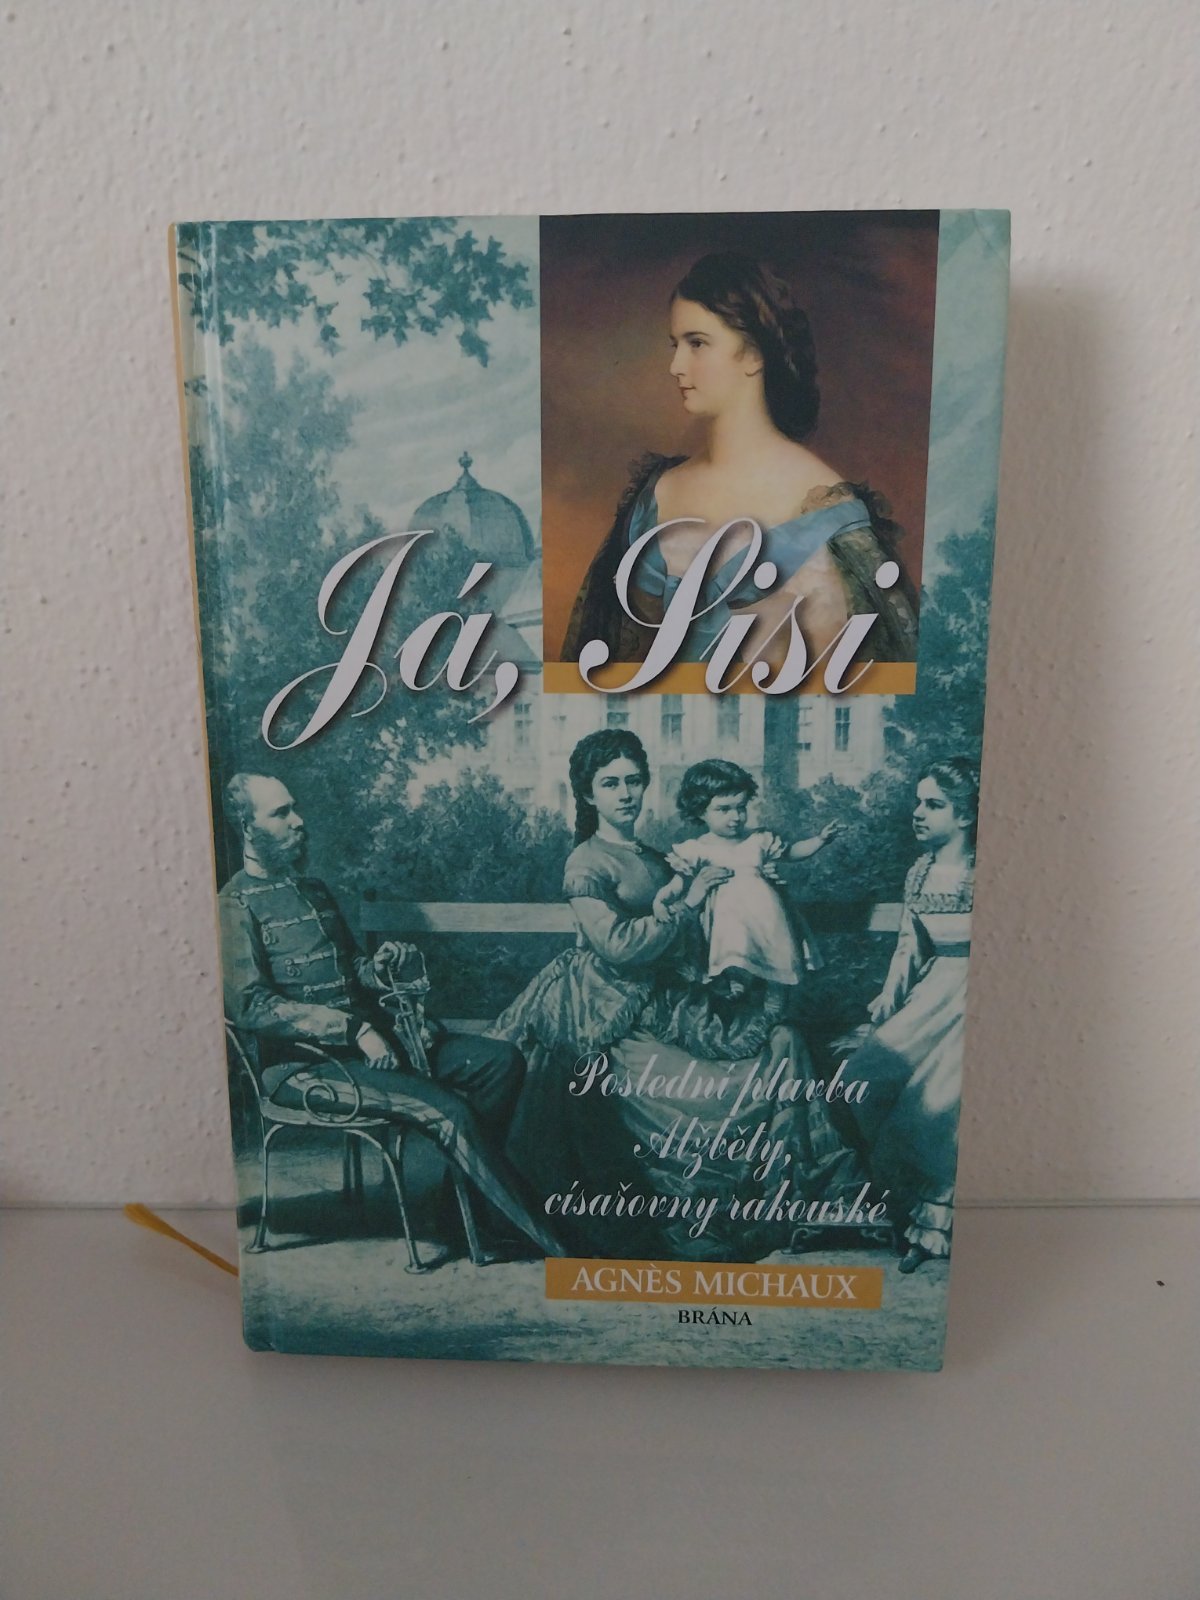 Já, Sisi
Poslední plavba
Alžběty,
císařovny rakouské
AGNÈS MICHAUX
BRÁNA